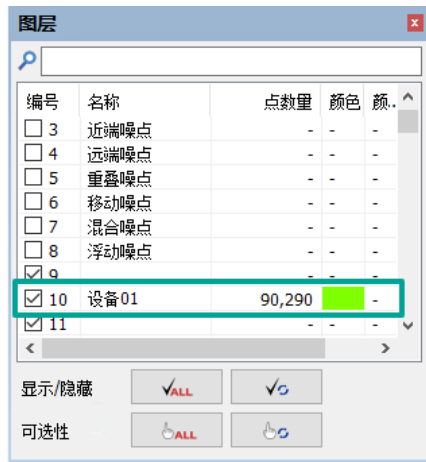 图层
编号 名称 点数量 颜色 颜..
3 近端噪点 - - -
4 远端噪点 - - -
5 重叠噪点 - - -
6 移动噪点 - - -
7 混合噪点 - - -
8 浮动噪点 - - -
9 - - -
10 设备01 90,290 -
11 - - -
显示/隐藏 ALL
可选性 ALL